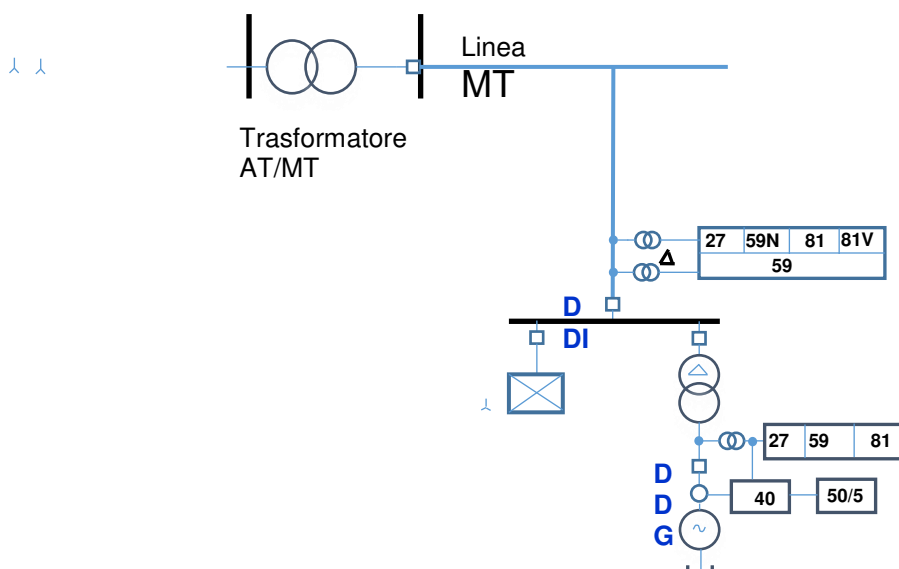 Linea
MT
Trasformatore
AT/MT
27 59N 81 81V
Δ
59
D
DI
27 59 81
D
D
G
40 50/5